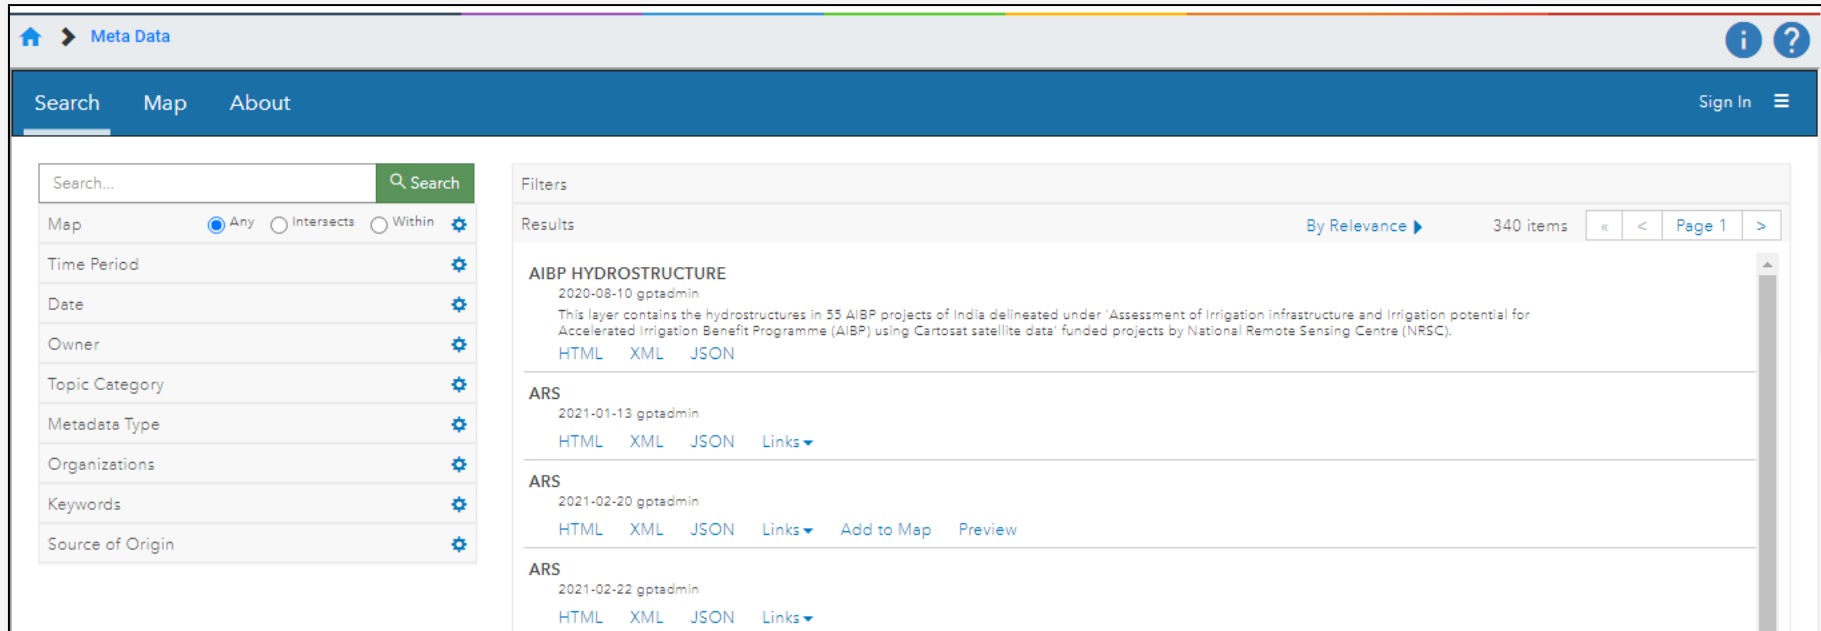 Meta Data
Search Map About Sign In
Search... Search
Map Any Intersects Within
Time Period
Date
Owner
Topic Category
Metadata Type
Organizations
Keywords
Source of Origin
Filters
Results By Relevance 340 items « < Page 1 >
AIBP HYDROSTRUCTURE
2020-08-10 gptadmin
This layer contains the hydrostructures in 55 AIBP projects of India delineated under 'Assessment of Irrigation infrastructure and Irrigation potential for
Accelerated Irrigation Benefit Programme (AIBP) using Cartosat satellite data' funded projects by National Remote Sensing Centre (NRSC).
HTML XML JSON
ARS
2021-01-13 gptadmin
HTML XML JSON Links
ARS
2021-02-20 gptadmin
HTML XML JSON Links Add to Map Preview
ARS
2021-02-22 gptadmin
HTML XML JSON Links